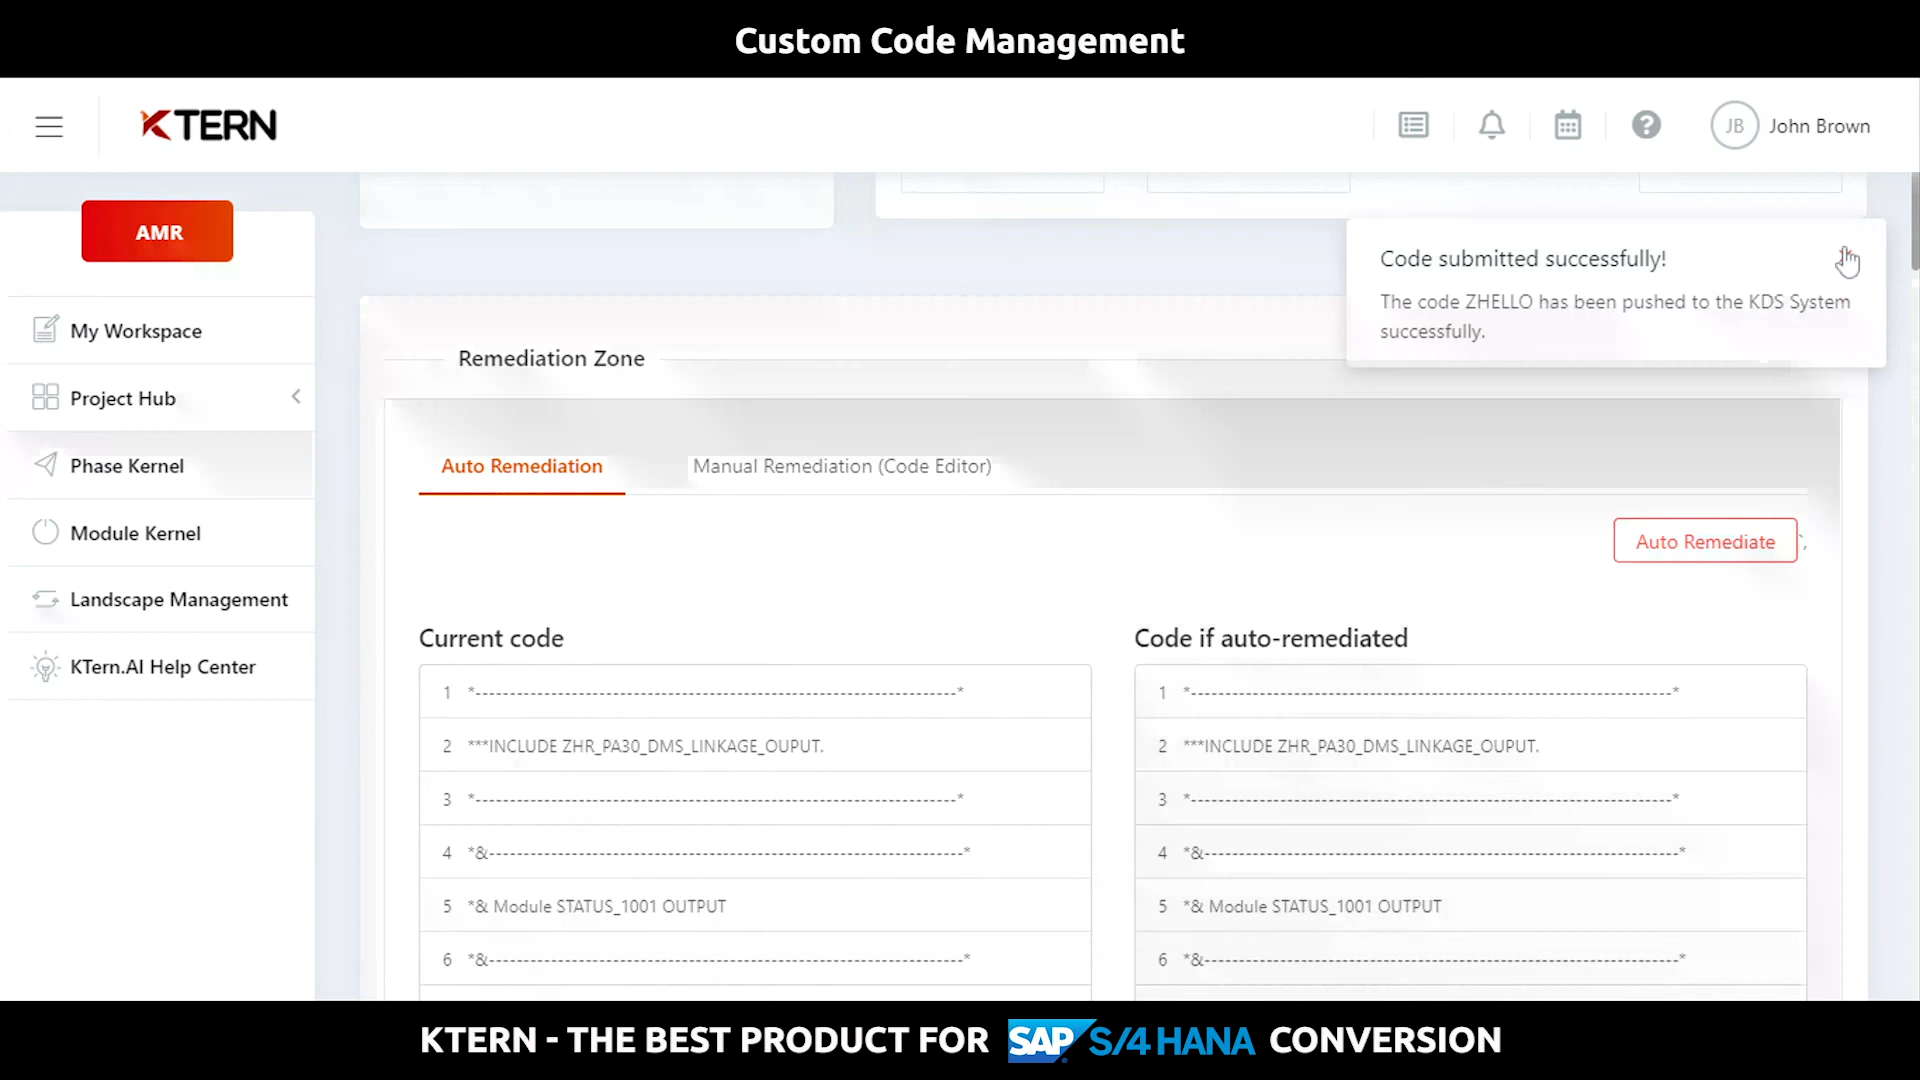 Custom Code Management
KTERN
JB John Brown
AMR
Code submitted successfully!
The code ZHELLO has been pushed to the KDS System
successfully.
My Workspace
Project Hub
Phase Kernel
Module Kernel
Landscape Management
KTern.AI Help Center
Remediation Zone
Auto Remediation Manual Remediation (Code Editor)
Auto Remediate
Current code
1 *----------------------------------------------------------------------*
2 ***INCLUDE ZHR_PA30_DMS_LINKAGE_OUPUT.
3 *----------------------------------------------------------------------*
4 *&---------------------------------------------------------------------*
5 *& Module STATUS_1001 OUTPUT
6 *&---------------------------------------------------------------------*
Code if auto-remediated
1 *----------------------------------------------------------------------*
2 ***INCLUDE ZHR_PA30_DMS_LINKAGE_OUPUT.
3 *----------------------------------------------------------------------*
4 *&---------------------------------------------------------------------*
5 *& Module STATUS_1001 OUTPUT
6 *&---------------------------------------------------------------------*
KTERN - THE BEST PRODUCT FOR SAP S/4 HANA CONVERSION